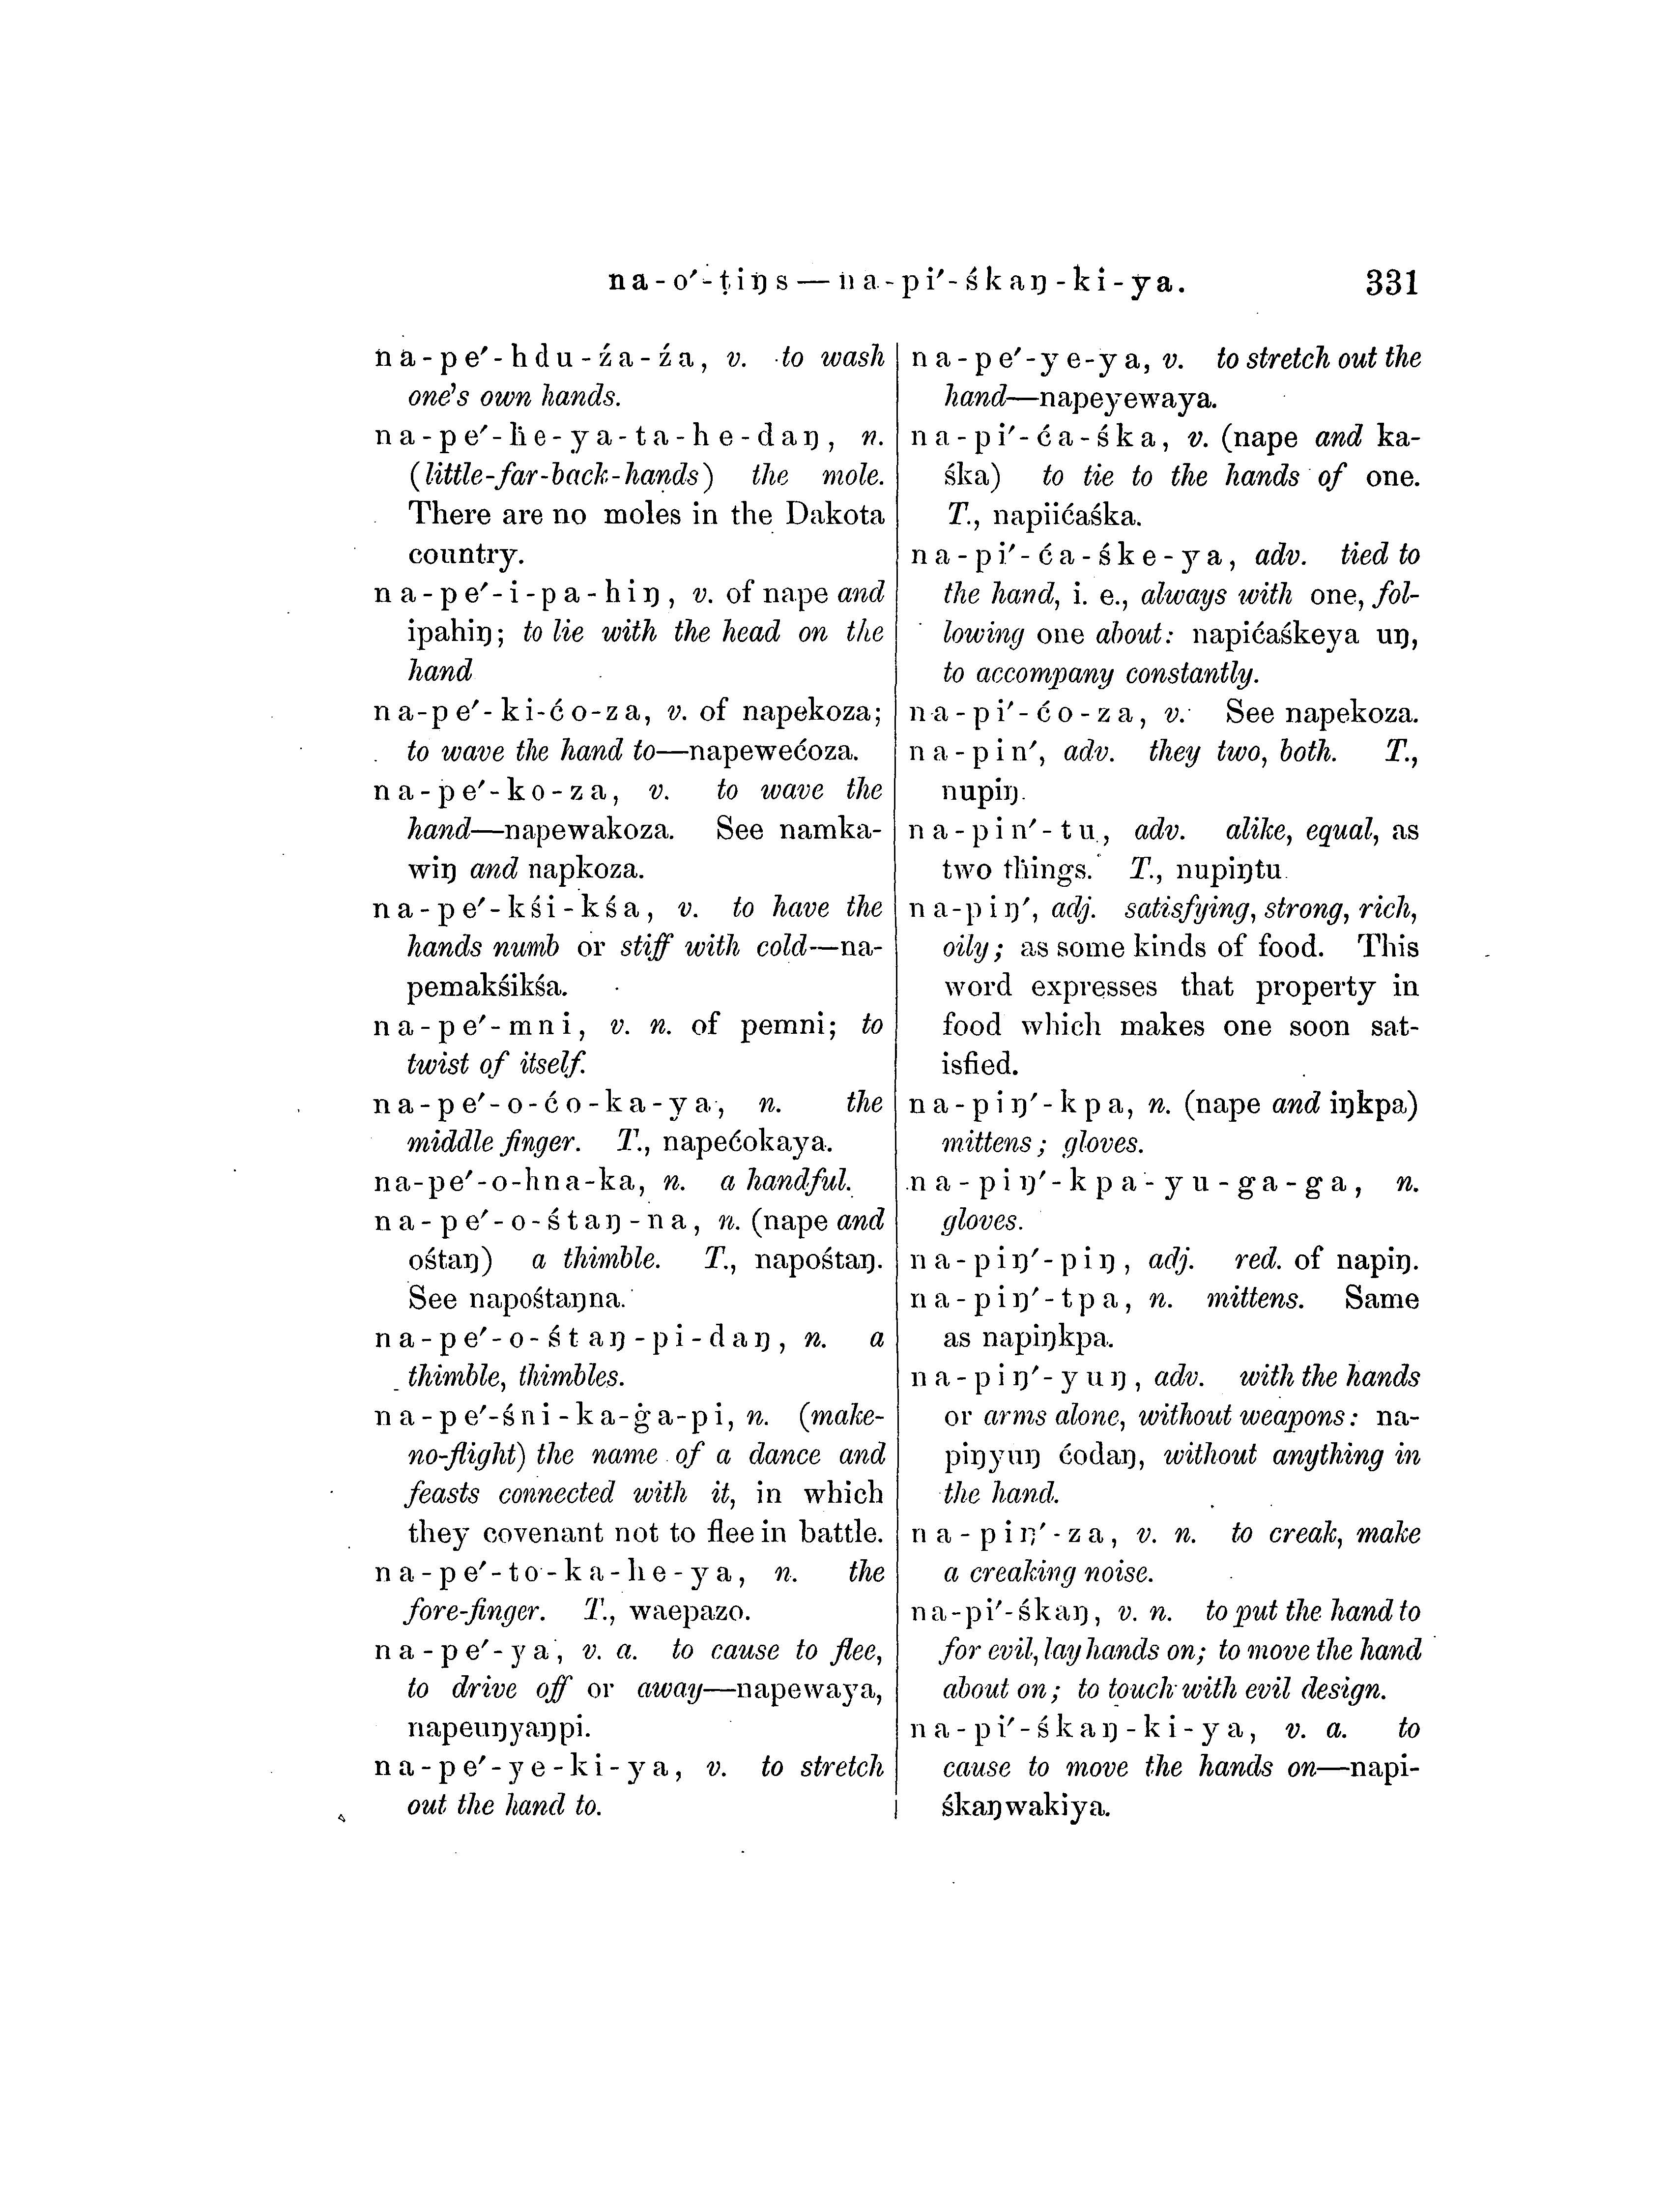 na-o′-ṭiŋs—na-pi′-śkaŋ-ki-ya. 331
na-pe′-hdu-źa-źa, v. to wash
one's own hands.
na-pe′-ḣe-ya-ta-he-daŋ, n.
(little-far-back-hands) the mole.
There are no moles in the Dakota
country.
na-pe′-i-pa-hiŋ, v. of nape and
ipahiŋ; to lie with the head on the
hand
na-pe′-ki-ćo-za, v. of napekoza;
to wave the hand to—napewećoza.
na-pe′-ko-za, v. to wave the
hand—napewakoza. See namka-
wiŋ and napkoza.
na-pe′-kśi-kśa, v. to have the
hands numb or stiff with cold—na-
pemakśikśa.
na-pe′-mni, v. n. of pemni; to
twist of itself.
na-pe′-o-ćo-ka-ya, n. the
middle finger. T., napećokaya.
na-pe′-o-hna-ka, n. a handful.
na-pe′-o-śtaŋ-na, n. (nape and
ośtaŋ) a thimble. T., napośtaŋ.
See napośtaŋna.
na-pe′-o-śtaŋ-pi-daŋ, n. a
thimble, thimbles.
na-pe′-śni-ka-ġa-pi, n. (make-
no-flight) the name of a dance and
feasts connected with it, in which
they covenant not to flee in battle.
na-pe′-to-ka-he-ya, n. the
fore-finger. T., waepazo.
na-pe′-ya, v. a. to cause to flee,
to drive off or away—napewaya,
napeuŋyaŋpi.
na-pe′-ye-ki-ya, v. to stretch
out the hand to.
na-pe′-ye-ya, v. to stretch out the
hand—napeyewaya.
na-pi′-ća-śka, v. (nape and ka-
śka) to tie to the hands of one.
T., napiićaśka.
na-pi′-ća-śke-ya, adv. tied to
the hand, i. e., always with one, fol-
lowing one about: napićaśkeya uŋ,
to accompany constantly.
na-pi′-ćo-za, v. See napekoza.
na-pin′, adv. they two, both. T.,
nupiŋ.
na-pin′-tu, adv. alike, equal, as
two things. T., nupiŋtu
na-piŋ′, adj. satisfying, strong, rich,
oily; as some kinds of food. This
word expresses that property in
food which makes one soon sat-
isfied.
na-piŋ′-kpa, n. (nape and iŋkpa)
mittens; gloves.
na-piŋ′-kpa-yu-ga-ga, n.
gloves.
na-piŋ′-piŋ, adj. red. of napiŋ.
na-piŋ′-tpa, n. mittens. Same
as napiŋkpa.
na-piŋ′-yuŋ, adv. with the hands
or arms alone, without weapons: na-
piŋyuŋ ćodaŋ, without anything in
the hand.
na-piŋ′-za, v. n. to creak, make
a creaking noise.
na-pi′-śkaŋ, v. n. to put the hand to
for evil, lay hands on; to move the hand
about on; to touch with evil design.
na-pi′-śkaŋ-ki-ya, v. a. to
cause to move the hands on—napi-
śkaŋwakiya.